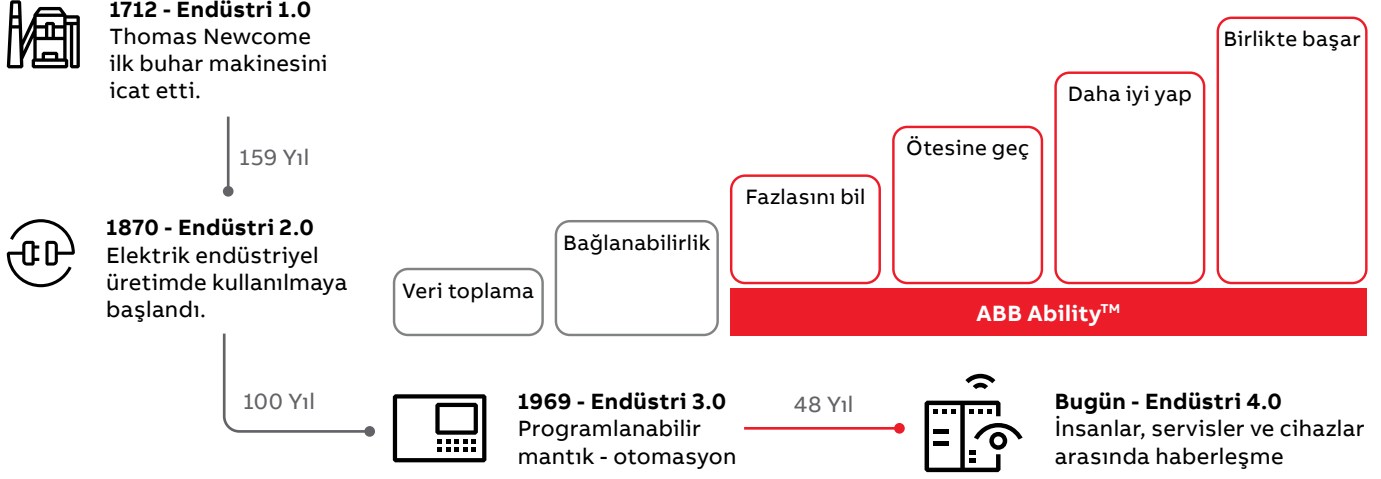 1712 - Endüstri 1.0
Thomas Newcome
ilk buhar makinesini
icat etti.
159 Yıl
1870 - Endüstri 2.0
Elektrik endüstriyel
üretimde kullanılmaya
başlandı.
100 Yıl
Veri toplama
Bağlanabilirlik
Fazlasını bil
Ötesine geç
Daha iyi yap
Birlikte başar
ABB Ability™
1969 - Endüstri 3.0
Programlanabilir
mantık - otomasyon
48 Yıl
Bugün - Endüstri 4.0
İnsanlar, servisler ve cihazlar
arasında haberleşme